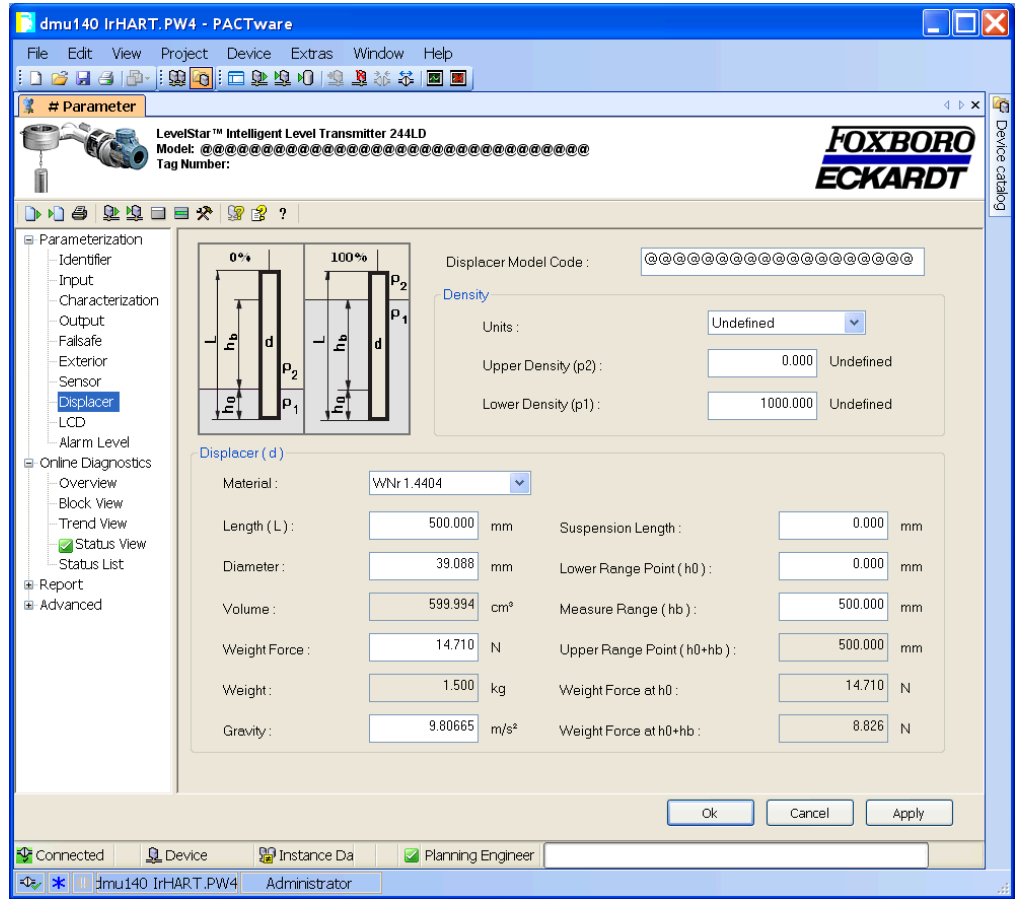 dmu140 IrHART.PW4 - PACTware
File Edit View Project Device Extras Window Help
# Parameter
Device catalog
LevelStar™ Intelligent Level Transmitter 244LD
Model: @@@@@@@@@@@@@@@@@@@@@@@@@@@@@@@@
Tag Number:
FOXBORO
ECKARDT
Parameterization
Identifier
Input
Characterization
Output
Failsafe
Exterior
Sensor
Displacer
LCD
Alarm Level
Online Diagnostics
Overview
Block View
Trend View
Status View
Status List
Report
Advanced
0% 100%
L hb d ρ2 h0 ρ1
L hb d ρ2 h0 ρ1
Displacer Model Code : @@@@@@@@@@@@@@@@@@@
Density
Units : Undefined
Upper Density (p2) : 0.000 Undefined
Lower Density (p1) : 1000.000 Undefined
Displacer ( d )
Material : WNr 1.4404
Length ( L ) : 500.000 mm Suspension Length : 0.000 mm
Diameter : 39.088 mm Lower Range Point ( h0 ) : 0.000 mm
Volume : 599.994 cm³ Measure Range ( hb ) : 500.000 mm
Weight Force : 14.710 N Upper Range Point ( h0+hb ) : 500.000 mm
Weight : 1.500 kg Weight Force at h0 : 14.710 N
Gravity : 9.80665 m/s² Weight Force at h0+hb : 8.826 N
Ok Cancel Apply
Connected Device Instance Da Planning Engineer
dmu140 IrHART.PW4 Administrator